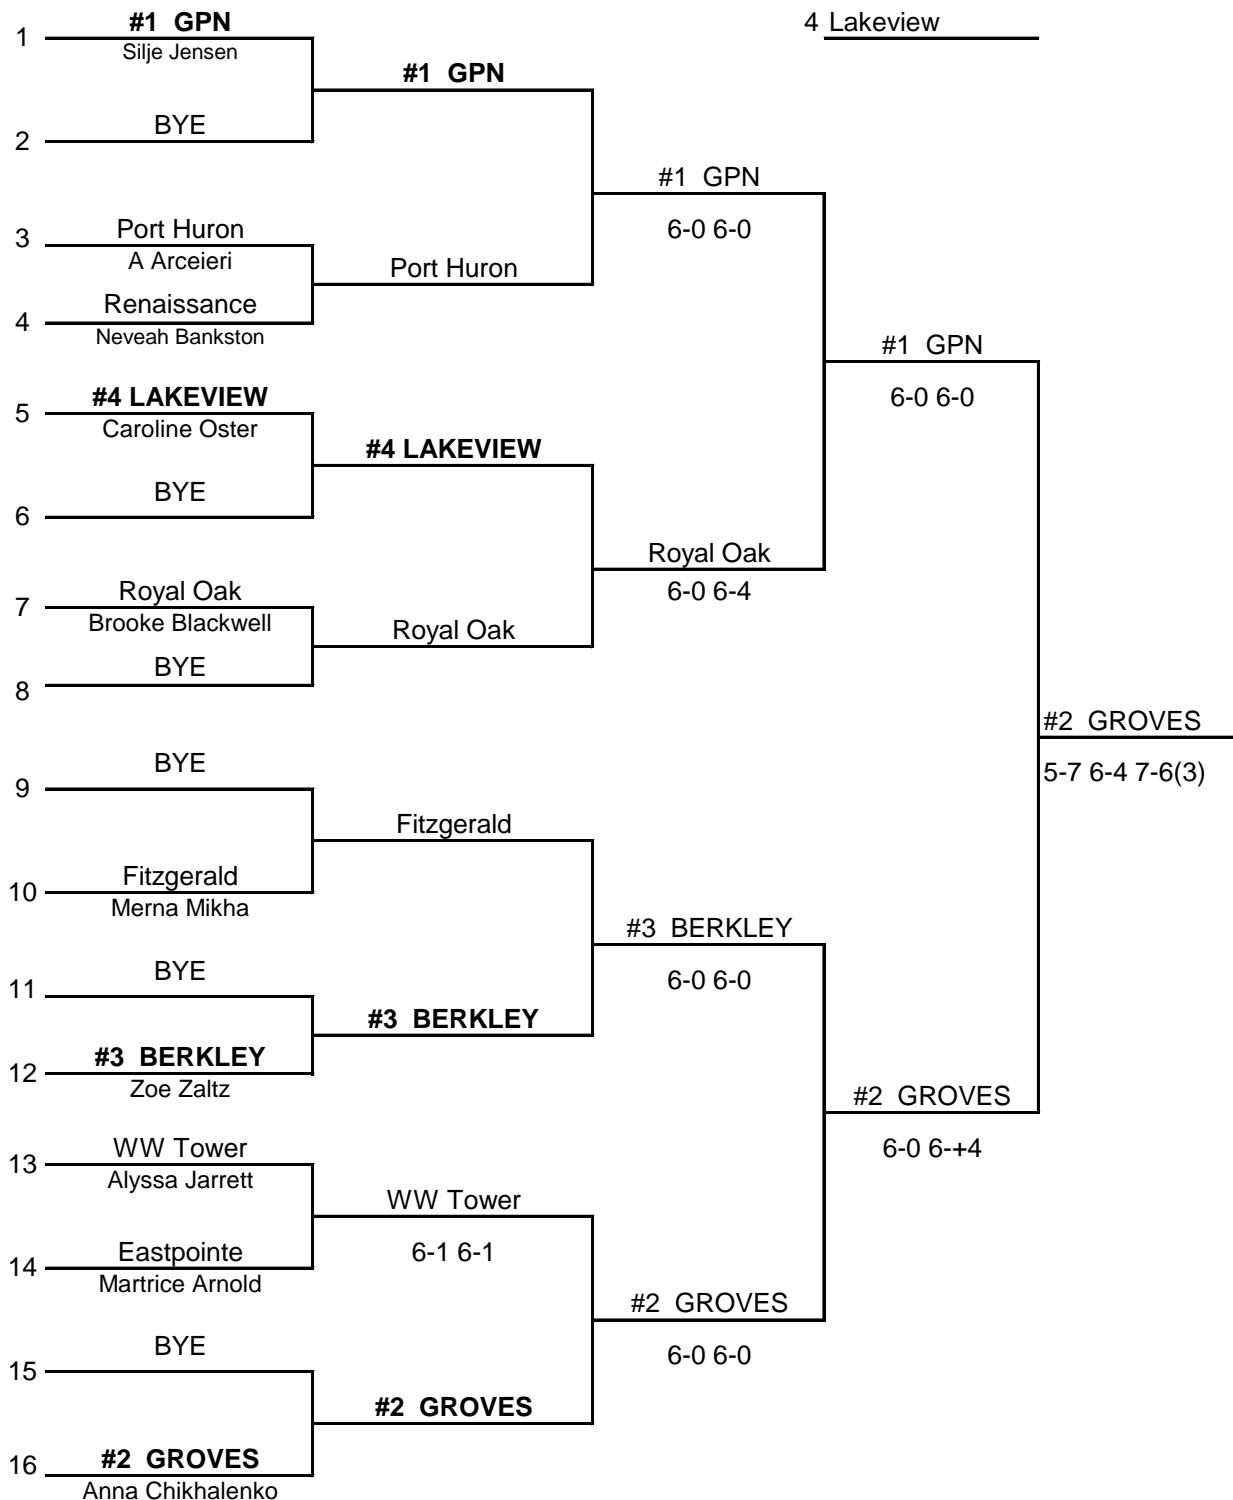 #1 GPN
4 Lakeview
1
Silje Jensen
#1 GPN
BYE
2
#1 GPN
6-0 6-0
Port Huron
3
A Arceieri
Port Huron
Renaissance
4
Neveah Bankston
#1 GPN
6-0 6-0
#4 LAKEVIEW
5
Caroline Oster
#4 LAKEVIEW
BYE
6
Royal Oak
6-0 6-4
Royal Oak
7
Brooke Blackwell
Royal Oak
BYE
8
#2 GROVES
5-7 6-4 7-6(3)
BYE
9
Fitzgerald
Fitzgerald
10
Merna Mikha
#3 BERKLEY
6-0 6-0
BYE
11
#3 BERKLEY
#3 BERKLEY
12
Zoe Zaltz
#2 GROVES
6-0 6-+4
WW Tower
13
Alyssa Jarrett
WW Tower
6-1 6-1
Eastpointe
14
Martrice Arnold
#2 GROVES
6-0 6-0
BYE
15
#2 GROVES
#2 GROVES
16
Anna Chikhalenko